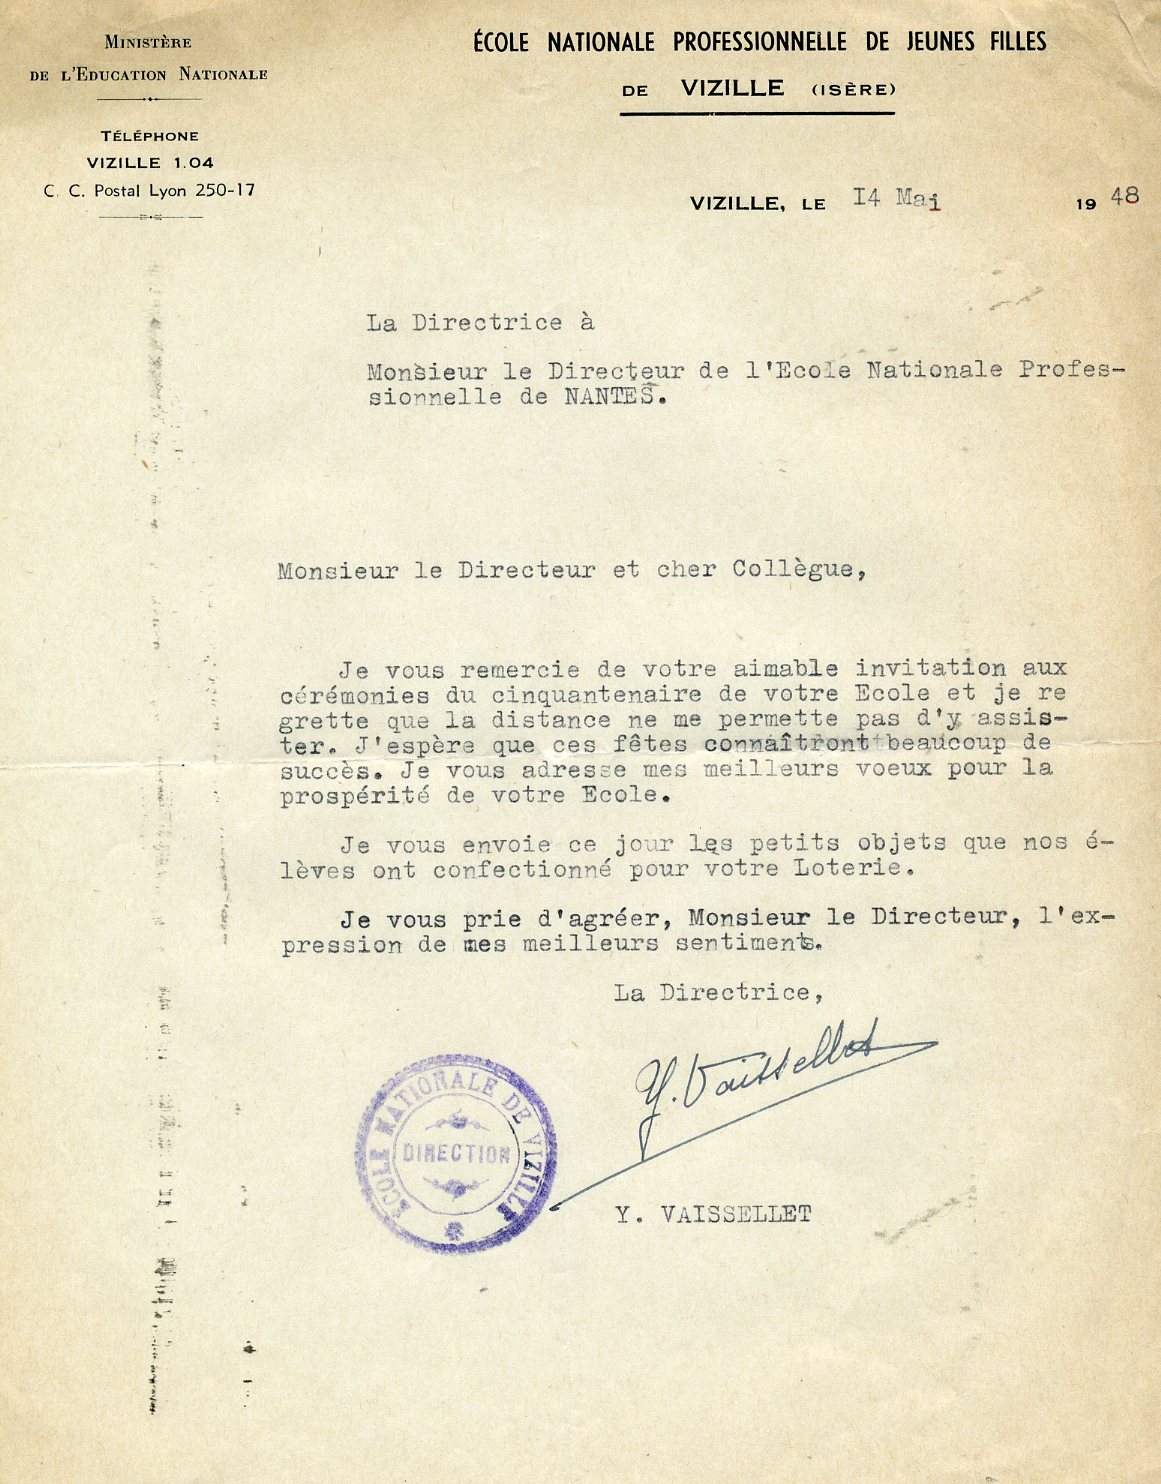 MINISTÈRE
DE L'EDUCATION NATIONALE
TÉLÉPHONE
VIZILLE 1.04
C. C. Postal Lyon 250-17
ÉCOLE NATIONALE PROFESSIONNELLE DE JEUNES FILLES
DE VIZILLE (ISÈRE)
VIZILLE, LE I4 Mai 1948
La Directrice à
Monsieur le Directeur de l'Ecole Nationale Profes-
sionnelle de NANTES.
Monsieur le Directeur et cher Collègue,
Je vous remercie de votre aimable invitation aux
cérémonies du cinquantenaire de votre Ecole et je re
grette que la distance ne me permette pas d'y assis-
ter. J'espère que ces fêtes connaîtront beaucoup de
succès. Je vous adresse mes meilleurs voeux pour la
prospérité de votre Ecole.
Je vous envoie ce jour les petits objets que nos é-
lèves ont confectionné pour votre Loterie.
Je vous prie d'agréer, Monsieur le Directeur, l'ex-
pression de mes meilleurs sentiments.
La Directrice,
Y. Vaissellet
ÉCOLE NATIONALE DE VIZILLE
DIRECTION
Y. VAISSELLET